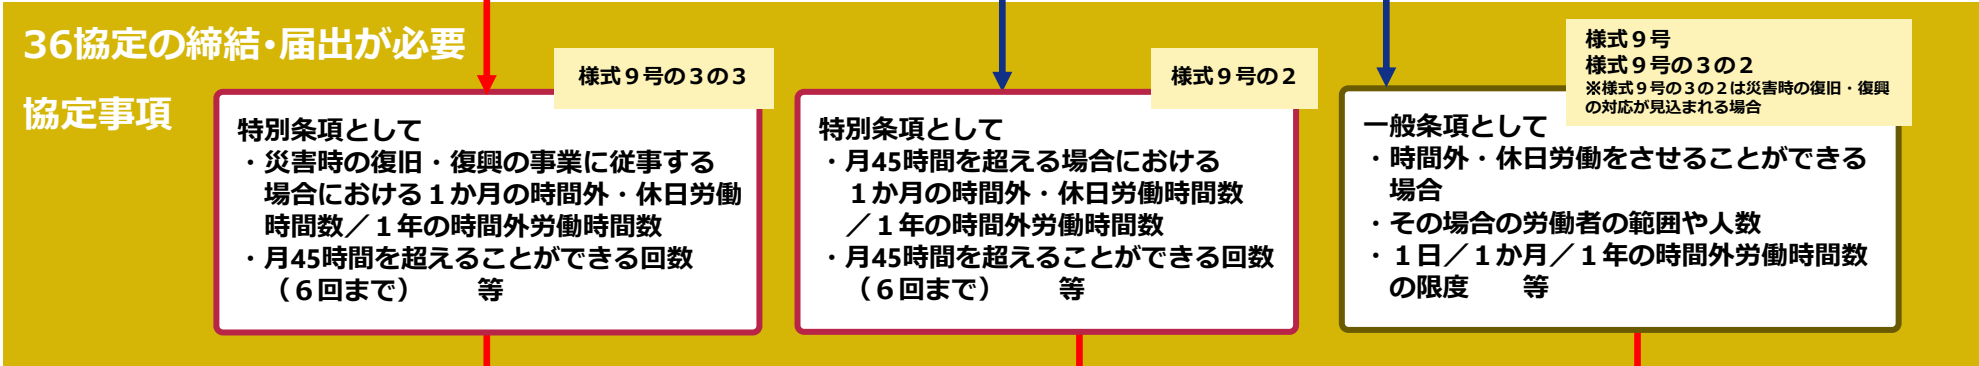 36協定の締結・届出が必要
協定事項
様式９号の３の３
特別条項として
・災害時の復旧・復興の事業に従事する
場合における１か月の時間外・休日労働
時間数／１年の時間外労働時間数
・月45時間を超えることができる回数
（６回まで）　　等
様式９号の２
特別条項として
・月45時間を超える場合における
１か月の時間外・休日労働時間数
／１年の時間外労働時間数
・月45時間を超えることができる回数
（６回まで）　　等
様式９号
様式９号の３の２
※様式９号の３の２は災害時の復旧・復興
の対応が見込まれる場合
一般条項として
・時間外・休日労働をさせることができる
場合
・その場合の労働者の範囲や人数
・１日／１か月／１年の時間外労働時間数
の限度　　等